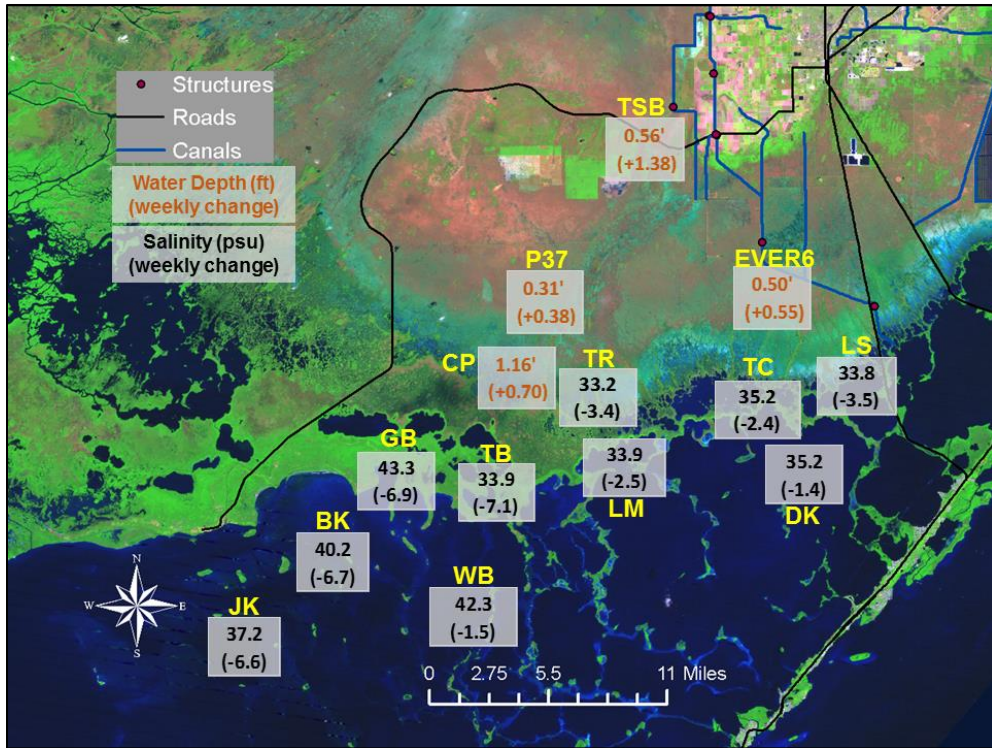 Structures
Roads
Canals
Water Depth (ft)
(weekly change)
Salinity (psu)
(weekly change)
TSB
0.56'
(+1.38)
P37
0.31'
(+0.38)
EVER6
0.50'
(+0.55)
CP
1.16'
(+0.70)
TR
33.2
(-3.4)
TC
35.2
(-2.4)
LS
33.8
(-3.5)
GB
43.3
(-6.9)
TB
33.9
(-7.1)
33.9
(-2.5)
LM
35.2
(-1.4)
DK
BK
40.2
(-6.7)
WB
42.3
(-1.5)
JK
37.2
(-6.6)
N
W E
S
0 2.75 5.5 11 Miles